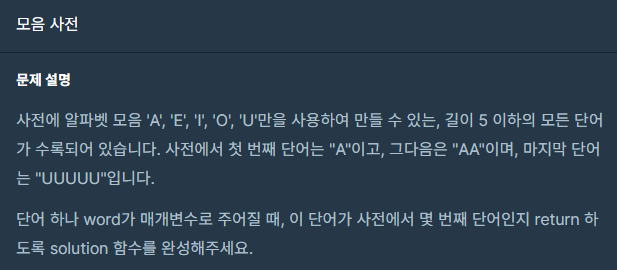 모음 사전
문제 설명
사전에 알파벳 모음 'A', 'E', 'I', 'O', 'U'만을 사용하여 만들 수 있는, 길이 5 이하의 모든 단어
가 수록되어 있습니다. 사전에서 첫 번째 단어는 "A"이고, 그다음은 "AA"이며, 마지막 단어
는 "UUUUU"입니다.
단어 하나 word가 매개변수로 주어질 때, 이 단어가 사전에서 몇 번째 단어인지 return 하
도록 solution 함수를 완성해주세요.